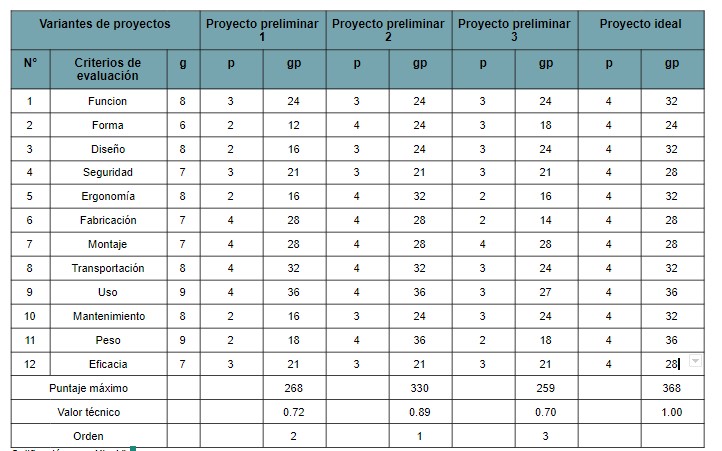 Variantes de proyectos Proyecto preliminar 1 Proyecto preliminar 2 Proyecto preliminar 3 Proyecto ideal
N° Criterios de evaluación g p gp p gp p gp p gp
1 Funcion 8 3 24 3 24 3 24 4 32
2 Forma 6 2 12 4 24 3 18 4 24
3 Diseño 8 2 16 3 24 3 24 4 32
4 Seguridad 7 3 21 3 21 3 21 4 28
5 Ergonomía 8 2 16 4 32 2 16 4 32
6 Fabricación 7 4 28 4 28 2 14 4 28
7 Montaje 7 4 28 4 28 4 28 4 28
8 Transportación 8 4 32 4 32 3 24 4 32
9 Uso 9 4 36 4 36 3 27 4 36
10 Mantenimiento 8 2 16 3 24 3 24 4 32
11 Peso 9 2 18 4 36 2 18 4 36
12 Eficacia 7 3 21 3 21 3 21 4 28
Puntaje máximo 268 330 259 368
Valor técnico 0.72 0.89 0.70 1.00
Orden 2 1 3